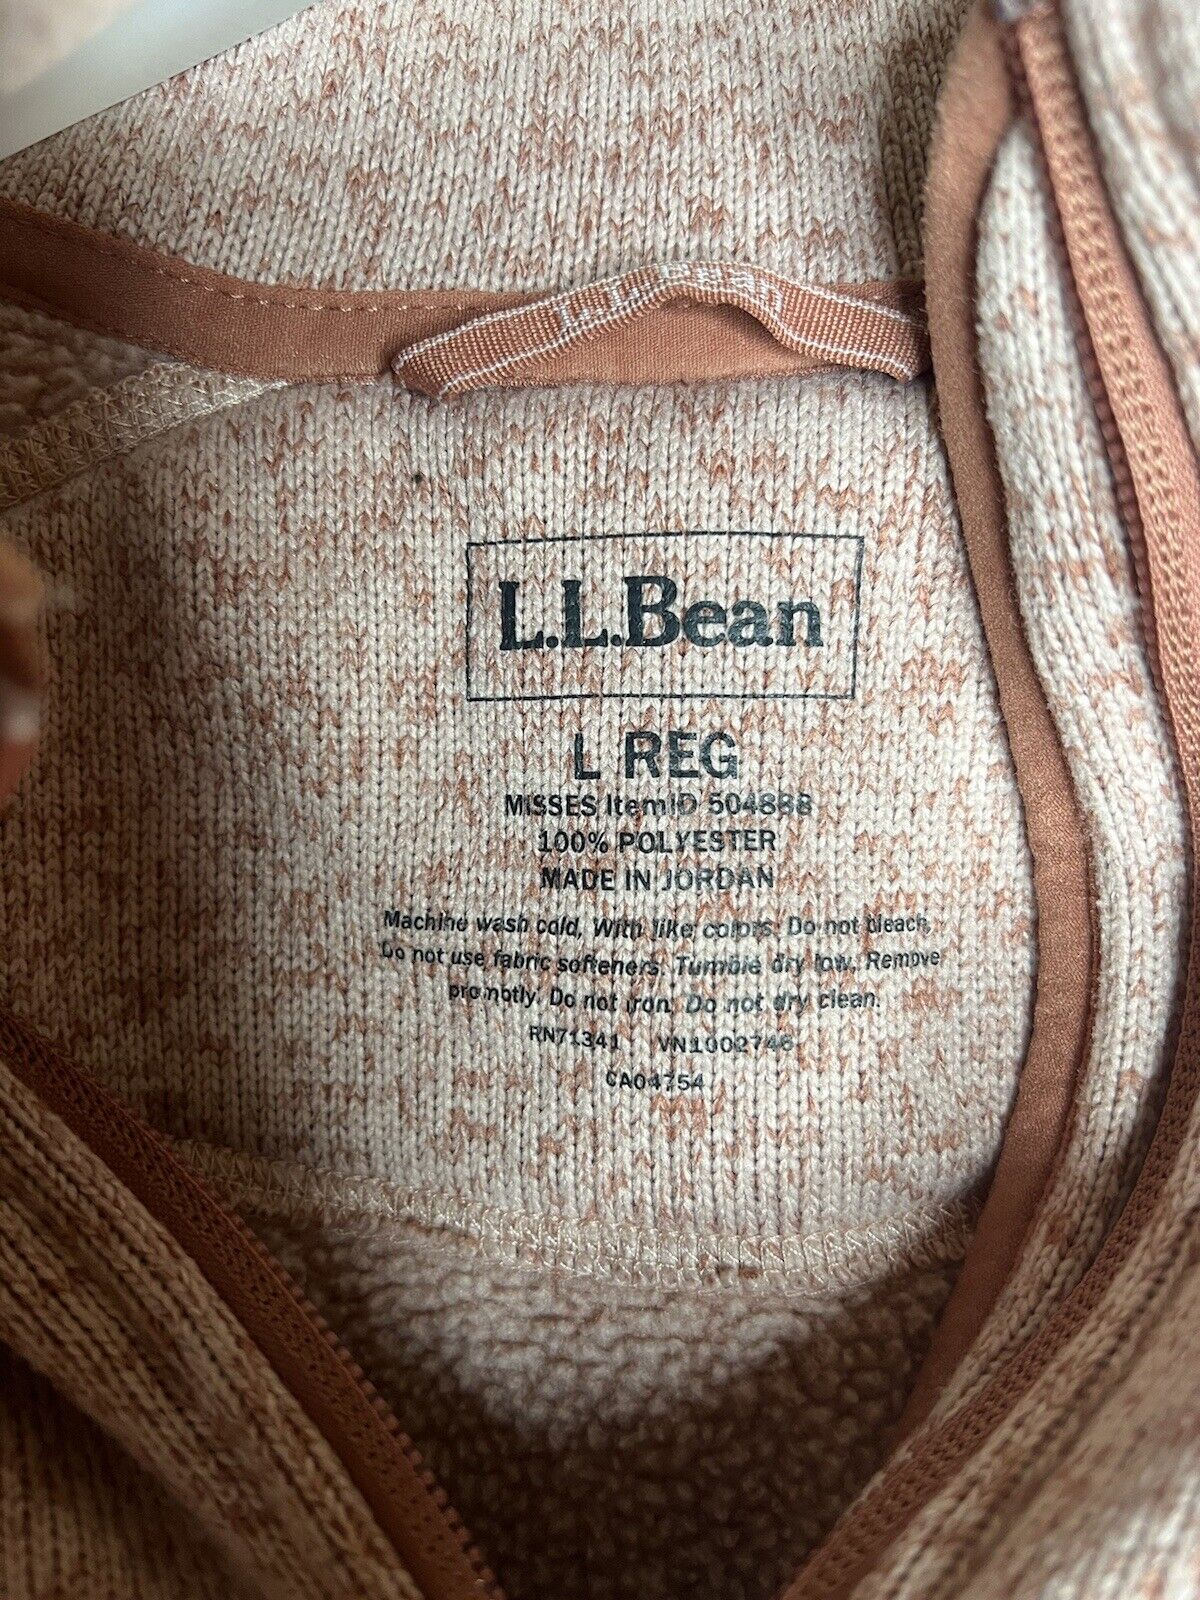 L.L.Bean
L.L.Bean
L REG
MISSES ItemID 504888
100% POLYESTER
MADE IN JORDAN
Machine wash cold, With like colors. Do not bleach,
Do not use fabric softeners. Tumble dry low. Remove
promptly. Do not iron. Do not dry clean.
RN71341 VN1002746
CA04754